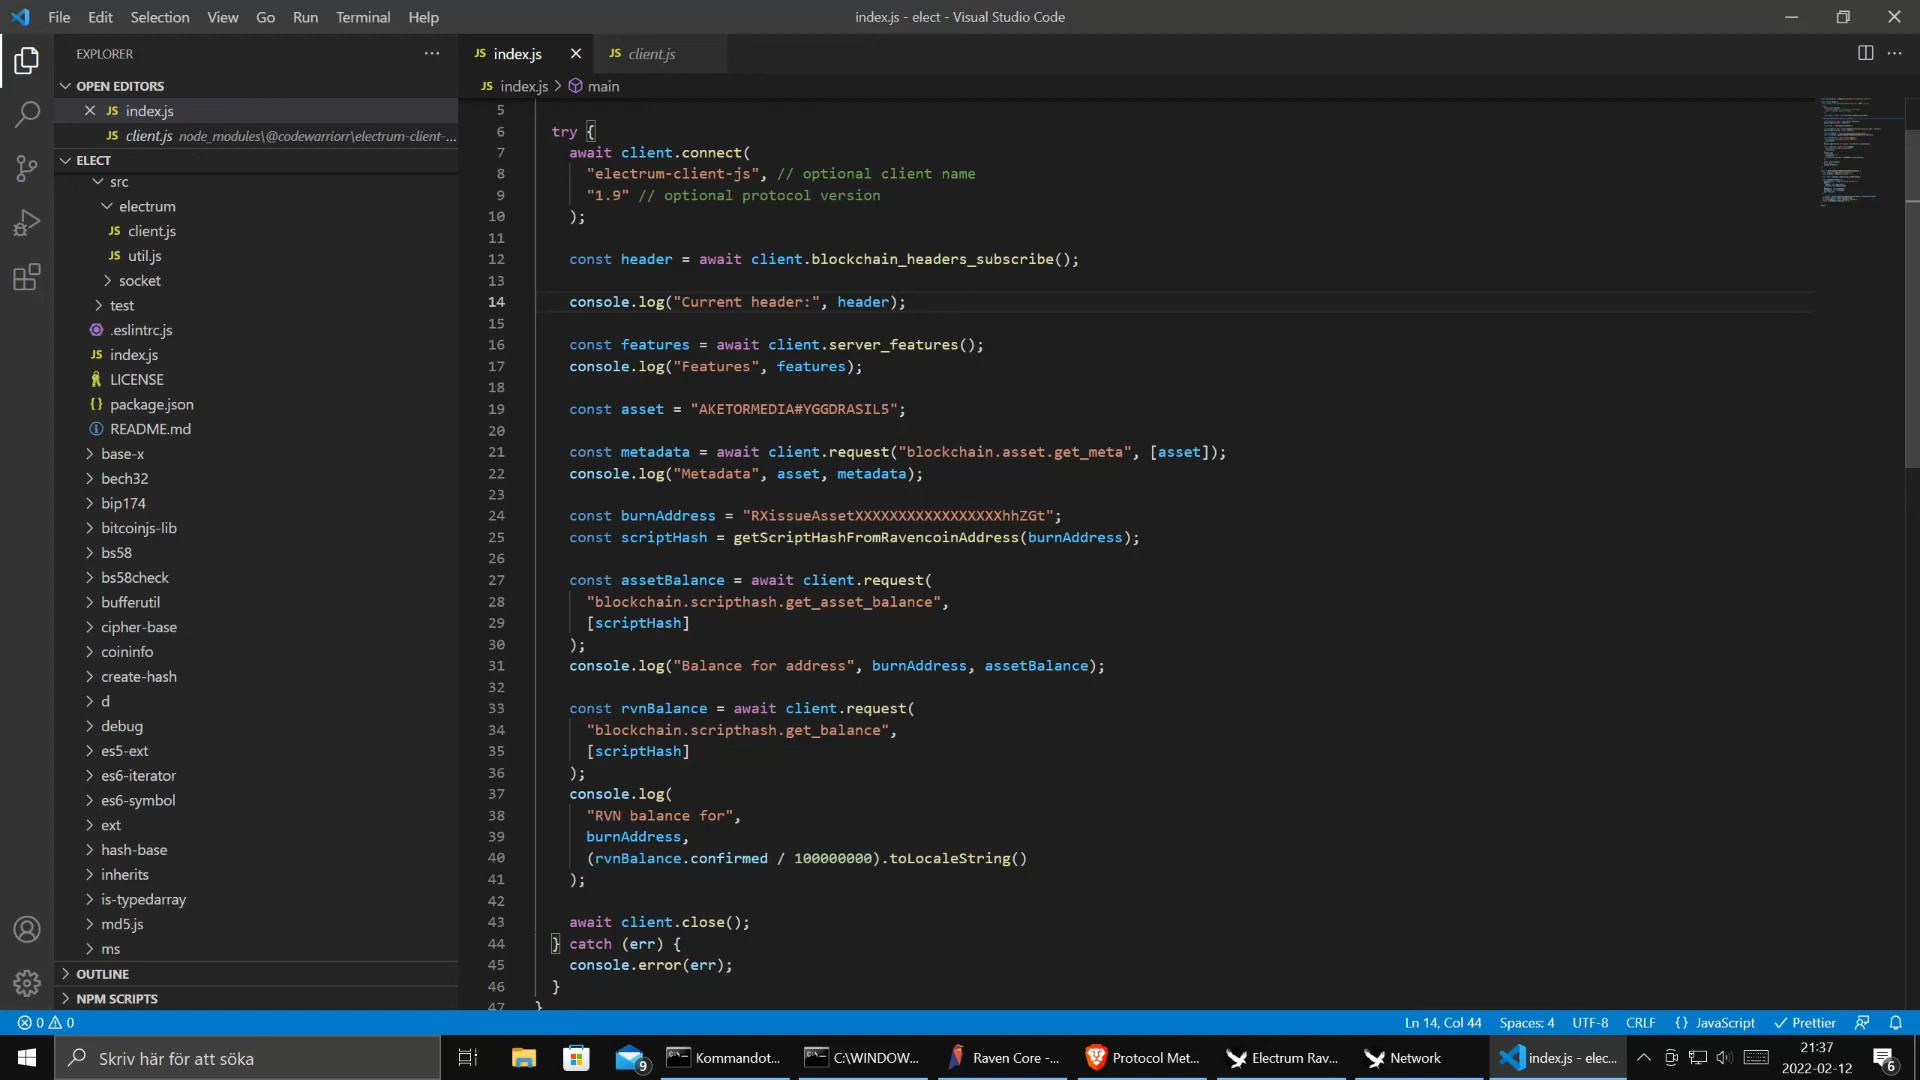 File Edit Selection View Go Run Terminal Help
index.js - elect - Visual Studio Code
EXPLORER
OPEN EDITORS
JS index.js
JS client.js node_modules\@codewarriorr\electrum-client-...
ELECT
src
electrum
JS client.js
JS util.js
socket
test
.eslintrc.js
JS index.js
LICENSE
{} package.json
README.md
base-x
bech32
bip174
bitcoinjs-lib
bs58
bs58check
bufferutil
cipher-base
coininfo
create-hash
d
debug
es5-ext
es6-iterator
es6-symbol
ext
hash-base
inherits
is-typedarray
md5.js
ms
OUTLINE
NPM SCRIPTS
JS index.js
JS client.js
JS index.js > main
5
6 try {
7 await client.connect(
8 "electrum-client-js", // optional client name
9 "1.9" // optional protocol version
10 );
11
12 const header = await client.blockchain_headers_subscribe();
13
14 console.log("Current header:", header);
15
16 const features = await client.server_features();
17 console.log("Features", features);
18
19 const asset = "AKETORMEDIA#YGGDRASIL5";
20
21 const metadata = await client.request("blockchain.asset.get_meta", [asset]);
22 console.log("Metadata", asset, metadata);
23
24 const burnAddress = "RXissueAssetXXXXXXXXXXXXXXXXXhhZGt";
25 const scriptHash = getScriptHashFromRavencoinAddress(burnAddress);
26
27 const assetBalance = await client.request(
28 "blockchain.scripthash.get_asset_balance",
29 [scriptHash]
30 );
31 console.log("Balance for address", burnAddress, assetBalance);
32
33 const rvnBalance = await client.request(
34 "blockchain.scripthash.get_balance",
35 [scriptHash]
36 );
37 console.log(
38 "RVN balance for",
39 burnAddress,
40 (rvnBalance.confirmed / 100000000).toLocaleString()
41 );
42
43 await client.close();
44 } catch (err) {
45 console.error(err);
46 }
47 }
0 0
Ln 14, Col 44 Spaces: 4 UTF-8 CRLF {} JavaScript Prettier
Skriv här för att söka
9
Kommandot...
C:\WINDOW...
Raven Core -...
Protocol Met...
Electrum Rav...
Network
index.js - elec...
21:37
2022-02-12
6